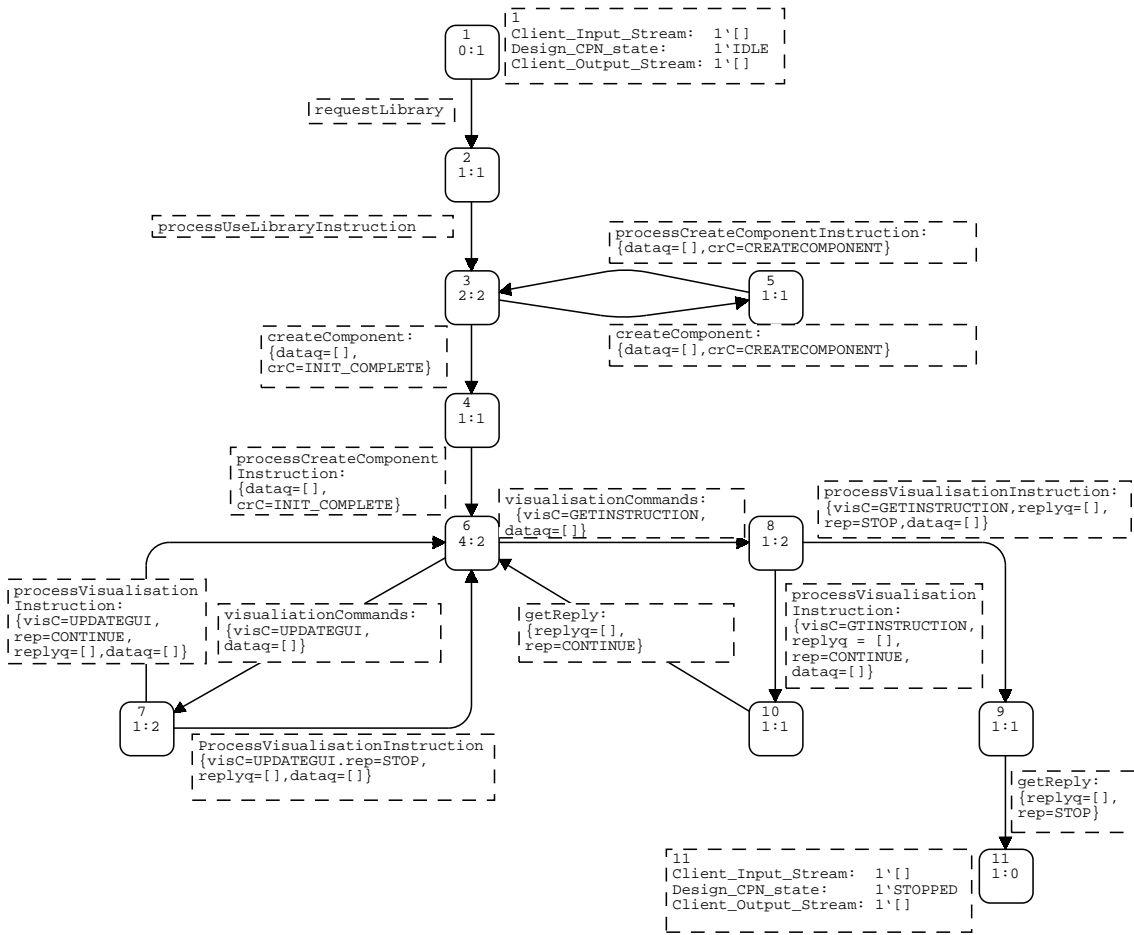 1
0:1
1
Client_Input_Stream: 1`[]
Design_CPN_state: 1`IDLE
Client_Output_Stream: 1`[]
requestLibrary
2
1:1
processUseLibraryInstruction
processCreateComponentInstruction:
{dataq=[],crC=CREATECOMPONENT}
3
2:2
5
1:1
createComponent:
{dataq=[],
crC=INIT_COMPLETE}
createComponent:
{dataq=[],crC=CREATECOMPONENT}
4
1:1
processCreateComponent
Instruction:
{dataq=[],
crC=INIT_COMPLETE}
visualisationCommands:
{visC=GETINSTRUCTION,
dataq=[]}
processVisualisationInstruction:
{visC=GETINSTRUCTION,replyq=[],
rep=STOP,dataq=[]}
6
4:2
8
1:2
processVisualisation
Instruction:
{visC=UPDATEGUI,
rep=CONTINUE,
replyq=[],dataq=[]}
visualiationCommands:
{visC=UPDATEGUI,
dataq=[]}
getReply:
{replyq=[],
rep=CONTINUE}
processVisualisation
Instruction:
{visC=GTINSTRUCTION,
replyq = [],
rep=CONTINUE,
dataq=[]}
7
1:2
10
1:1
9
1:1
ProcessVisualisationInstruction
{visC=UPDATEGUI.rep=STOP,
replyq=[],dataq=[]}
getReply:
{replyq=[],
rep=STOP}
11
Client_Input_Stream: 1`[]
Design_CPN_state: 1`STOPPED
Client_Output_Stream: 1`[]
11
1:0